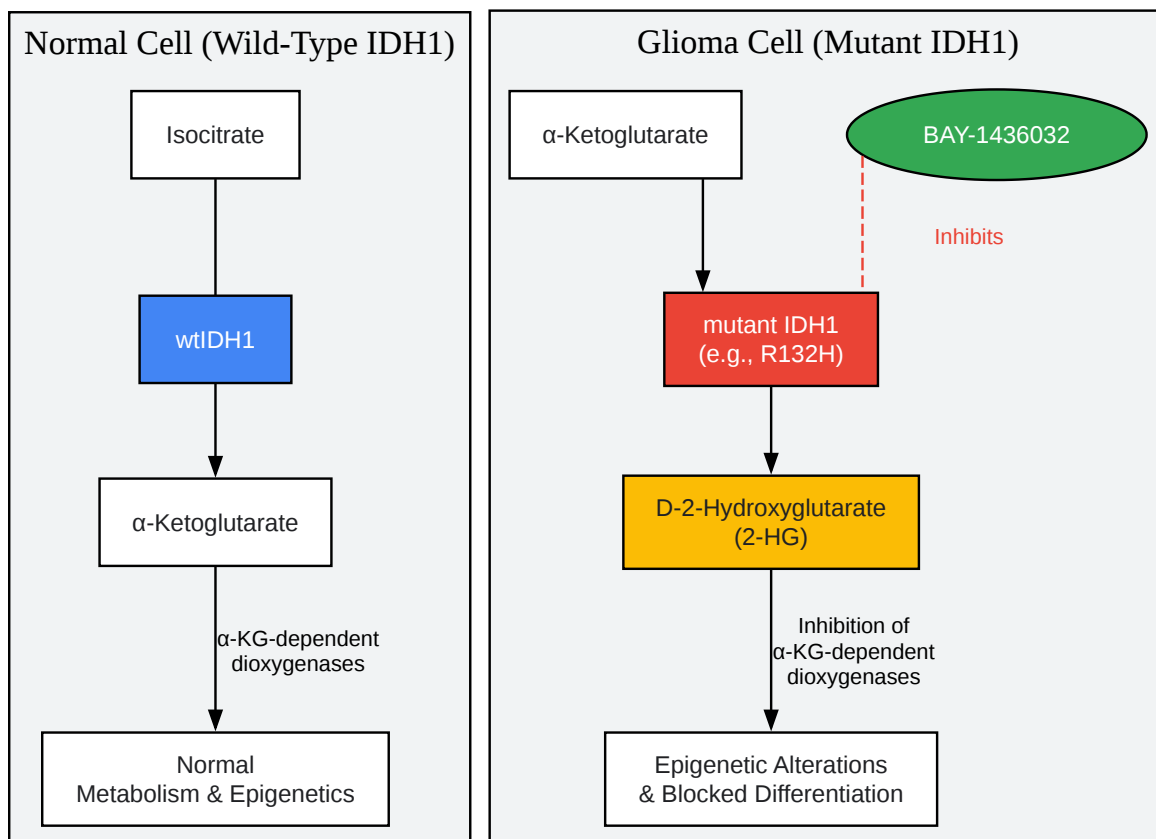 Normal Cell (Wild-Type IDH1)
Isocitrate
wtIDH1
α-Ketoglutarate
α-KG-dependent
dioxygenases
Normal
Metabolism & Epigenetics
Glioma Cell (Mutant IDH1)
α-Ketoglutarate
BAY-1436032
Inhibits
mutant IDH1
(e.g., R132H)
D-2-Hydroxyglutarate
(2-HG)
Inhibition of
α-KG-dependent
dioxygenases
Epigenetic Alterations
& Blocked Differentiation